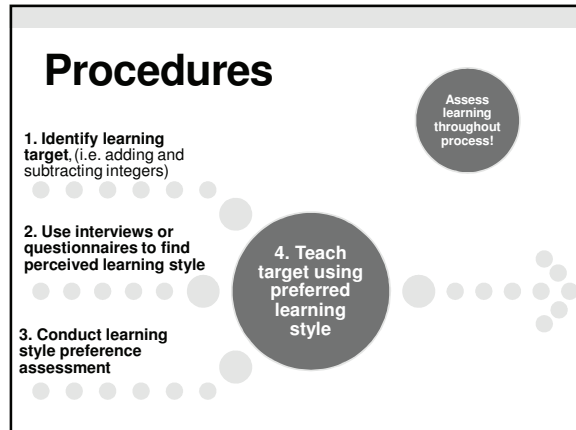 Procedures
Assess
learning
throughout
process!
1. Identify learning
target, (i.e. adding and
subtracting integers)
2. Use interviews or
questionnaires to find
perceived learning style
3. Conduct learning
style preference
assessment
4. Teach
target using
preferred
learning
style